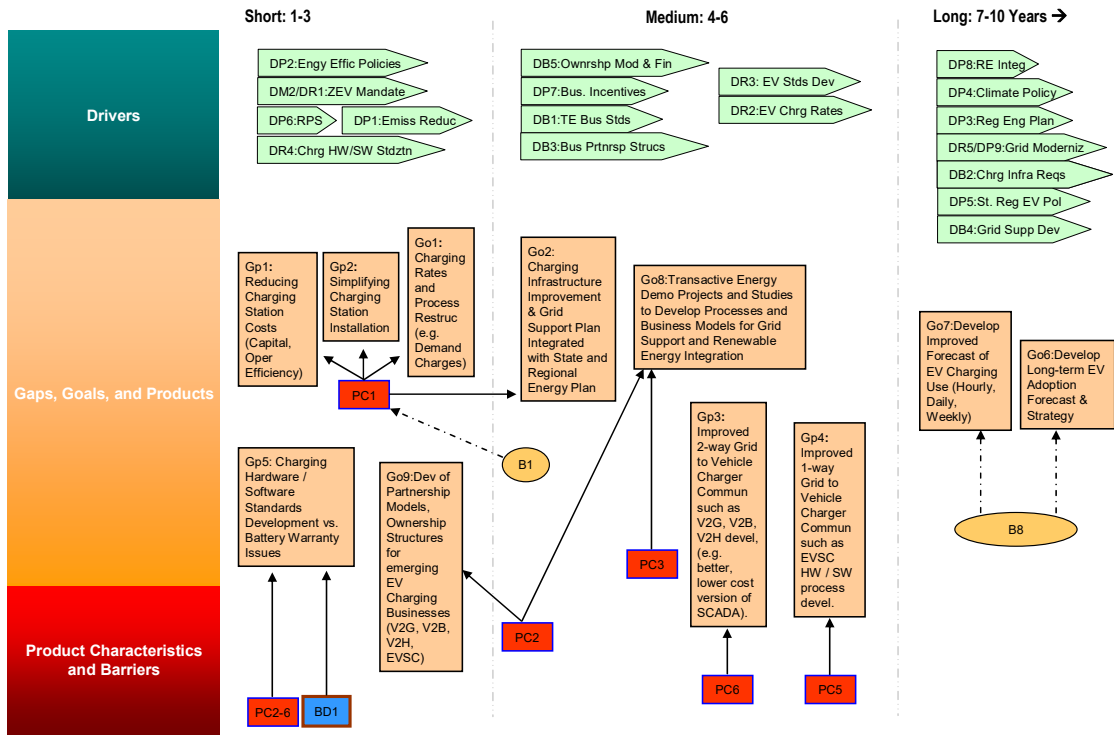 Short: 1-3
Medium: 4-6
Long: 7-10 Years →
Drivers
DP2:Engy Effic Policies
DM2/DR1:ZEV Mandate
DP6:RPS
DP1:Emiss Reduc
DR4:Chrg HW/SW Stdztn
DB5:Ownrshp Mod & Fin
DP7:Bus. Incentives
DB1:TE Bus Stds
DB3:Bus Prtnrsp Strucs
DR3: EV Stds Dev
DR2:EV Chrg Rates
DP8:RE Integ
DP4:Climate Policy
DP3:Reg Eng Plan
DR5/DP9:Grid Moderniz
DB2:Chrg Infra Reqs
DP5:St. Reg EV Pol
DB4:Grid Supp Dev
Gaps, Goals, and Products
Gp1:
Reducing
Charging
Station
Costs
(Capital,
Oper
Efficiency)
Gp2:
Simplifying
Charging
Station
Installation
Go1:
Charging
Rates
and
Process
Restruc
(e.g.
Demand
Charges)
PC1
Go2:
Charging
Infrastructure
Improvement
& Grid
Support Plan
Integrated
with State and
Regional
Energy Plan
Go8:Transactive Energy
Demo Projects and Studies
to Develop Processes and
Business Models for Grid
Support and Renewable
Energy Integration
Go7:Develop
Improved
Forecast of
EV Charging
Use (Hourly,
Daily,
Weekly)
Go6:Develop
Long-term EV
Adoption
Forecast &
Strategy
B1
B8
Gp5: Charging
Hardware /
Software
Standards
Development vs.
Battery Warranty
Issues
Go9:Dev of
Partnership
Models,
Ownership
Structures for
emerging
EV
Charging
Businesses
(V2G, V2B,
V2H,
EVSC)
Gp3:
Improved
2-way Grid
to Vehicle
Charger
Commun
such as
V2G, V2B,
V2H devel,
(e.g.
better,
lower cost
version of
SCADA).
Gp4:
Improved
1-way
Grid to
Vehicle
Charger
Commun
such as
EVSC
HW / SW
process
devel.
PC3
PC2
Product Characteristics
and Barriers
PC2-6
BD1
PC6
PC5